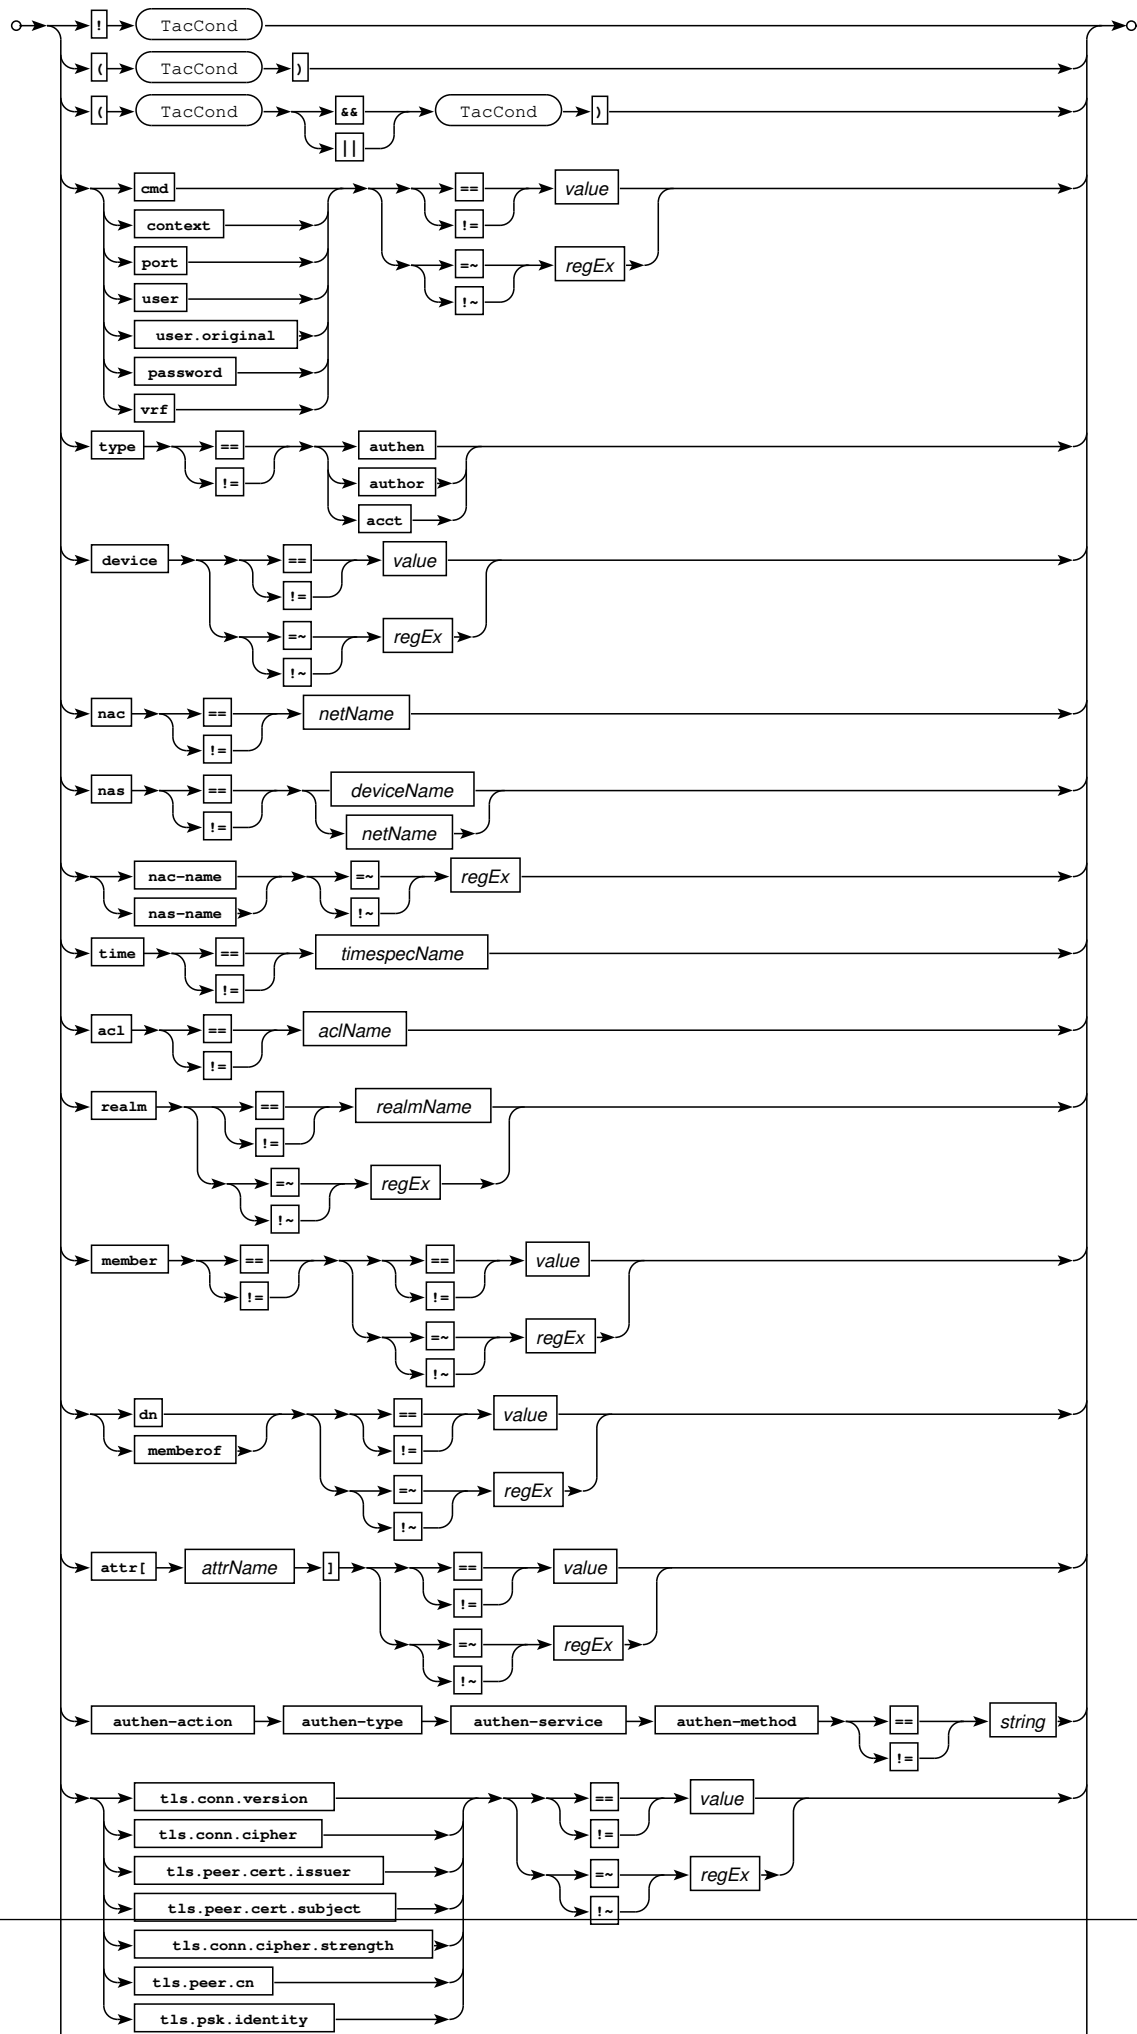 ! TacCond
( TacCond )
( TacCond && TacCond )
||
cmd == value
context !=
port =~ regEx
user !~
user.original
password
vrf
type == authen
!= author
acct
device == value
!=
=~ regEx
!~
nac == netName
!=
nas == deviceName
!= netName
nac-name =~ regEx
nas-name !~
time == timespecName
!=
acl == aclName
!=
realm == realmName
!=
=~ regEx
!~
member == == value
!= !=
=~ regEx
!~
dn == value
memberof !=
=~ regEx
!~
attr[ attrName ] == value
!=
=~ regEx
!~
authen-action authen-type authen-service authen-method == string
!=
tls.conn.version == value
tls.conn.cipher !=
tls.peer.cert.issuer =~ regEx
tls.peer.cert.subject !~
tls.conn.cipher.strength
tls.peer.cn
tls.psk.identity